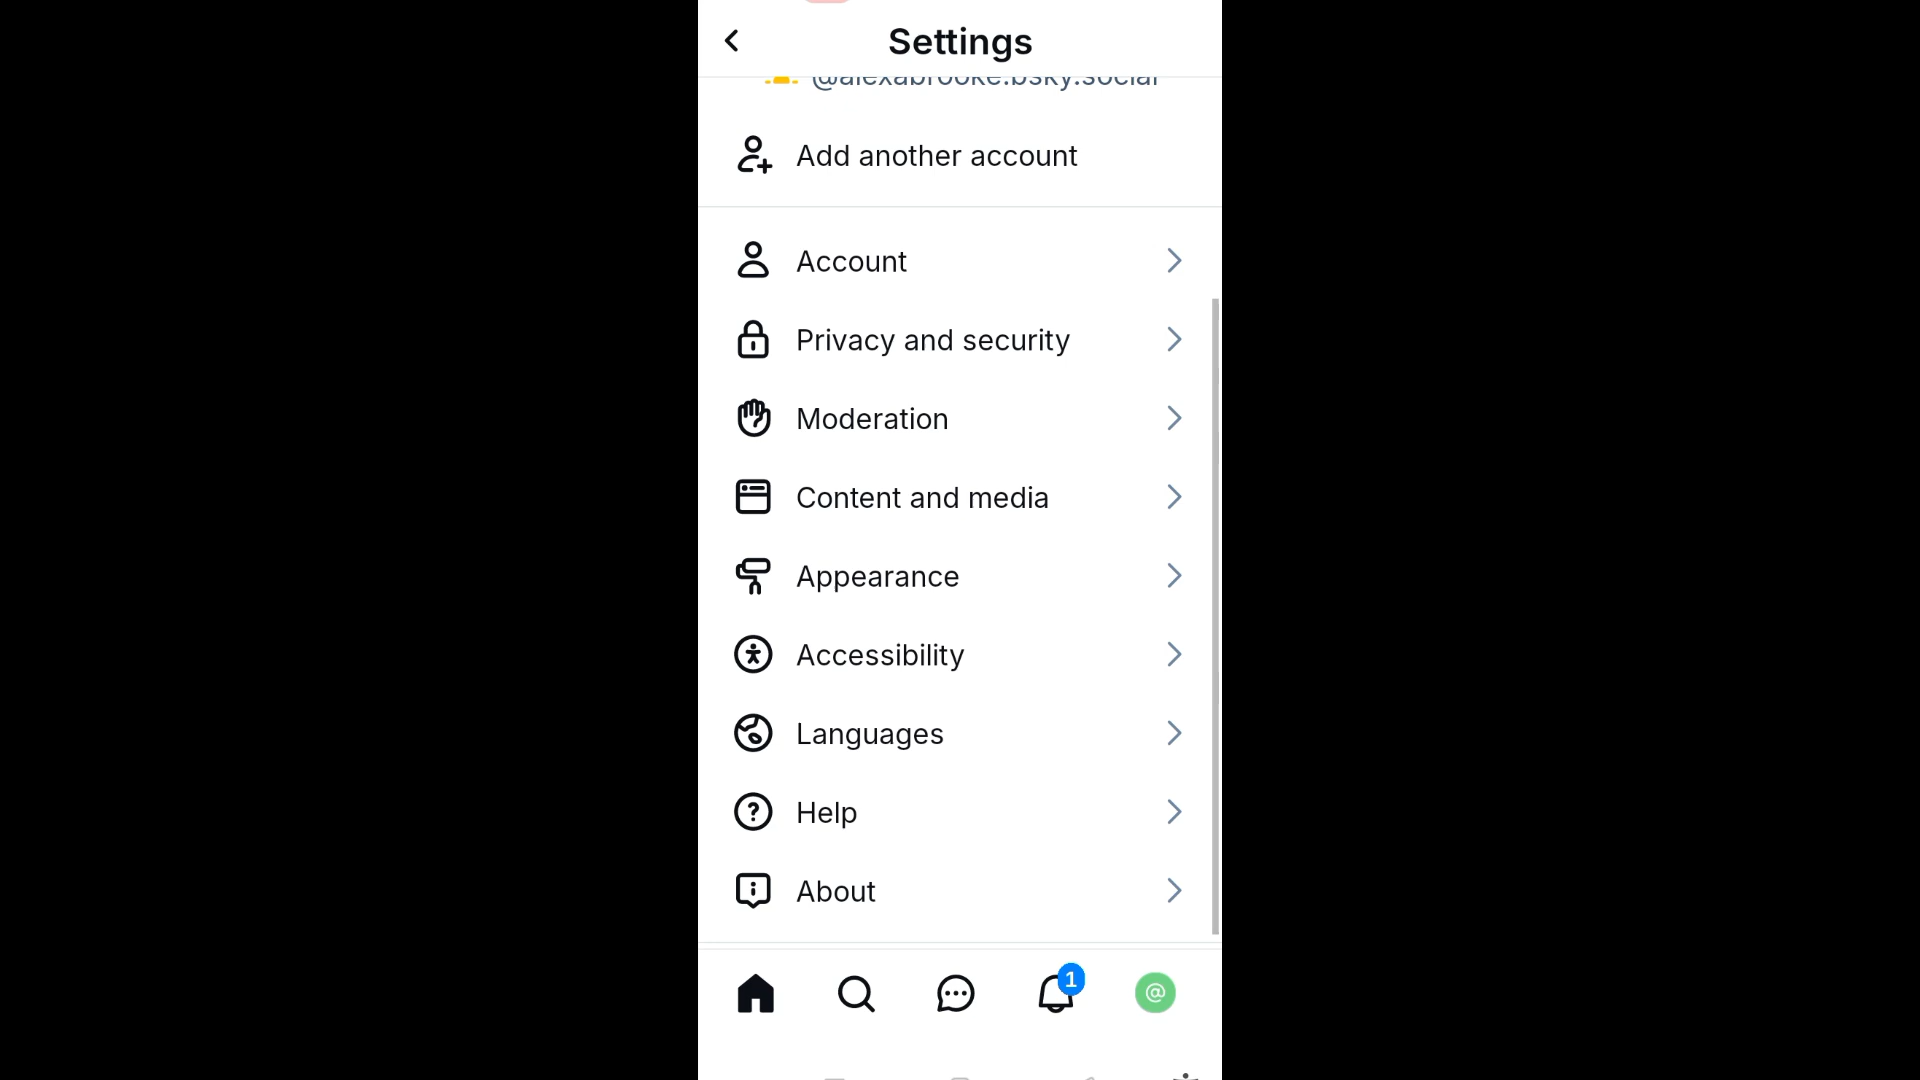 Settings
@alexabrooke.bsky.social
Add another account
Account
Privacy and security
Moderation
Content and media
Appearance
Accessibility
Languages
Help
About
1
@